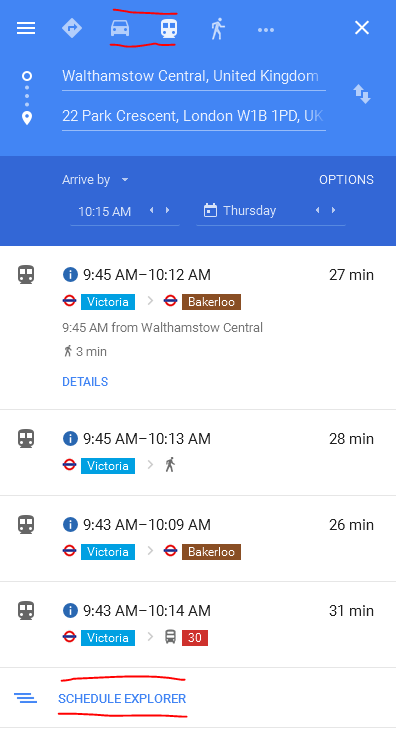 Walthamstow Central, United Kingdom
22 Park Crescent, London W1B 1PD, UK
Arrive by OPTIONS
10:15 AM Thursday
9:45 AM–10:12 AM 27 min
Victoria Bakerloo
9:45 AM from Walthamstow Central
3 min
DETAILS
9:45 AM–10:13 AM 28 min
Victoria
9:43 AM–10:09 AM 26 min
Victoria Bakerloo
9:43 AM–10:14 AM 31 min
Victoria 30
SCHEDULE EXPLORER